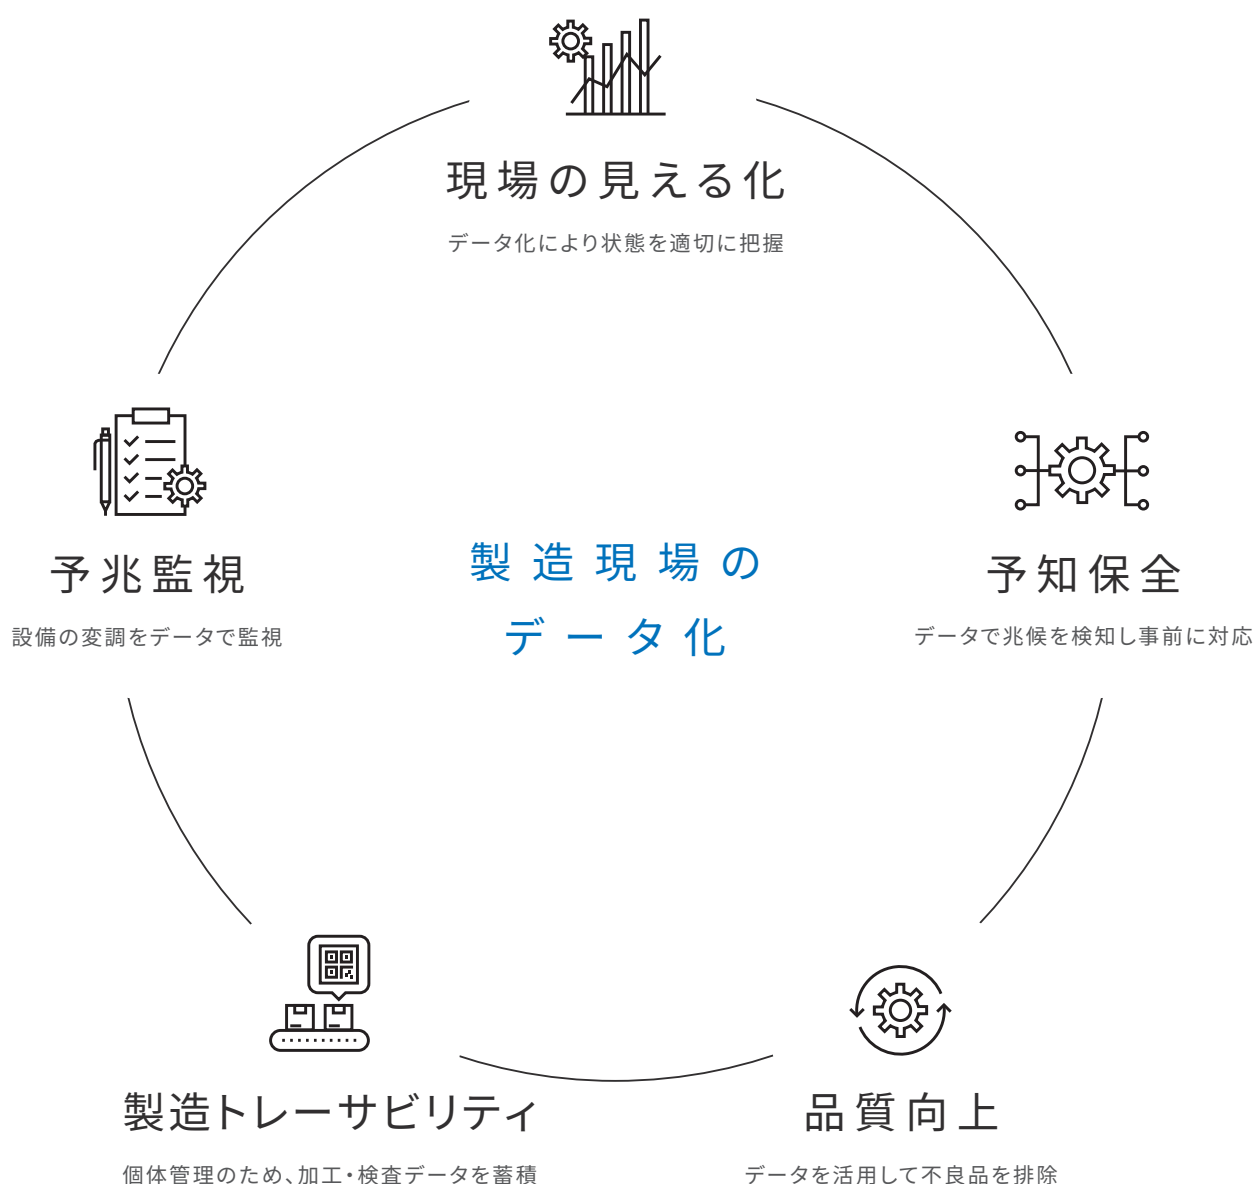 現場の見える化
データ化により状態を適切に把握
予兆監視
設備の変調をデータで監視
製造現場の
データ化
予知保全
データで兆候を検知し事前に対応
製造トレーサビリティ
個体管理のため、加工・検査データを蓄積
品質向上
データを活用して不良品を排除